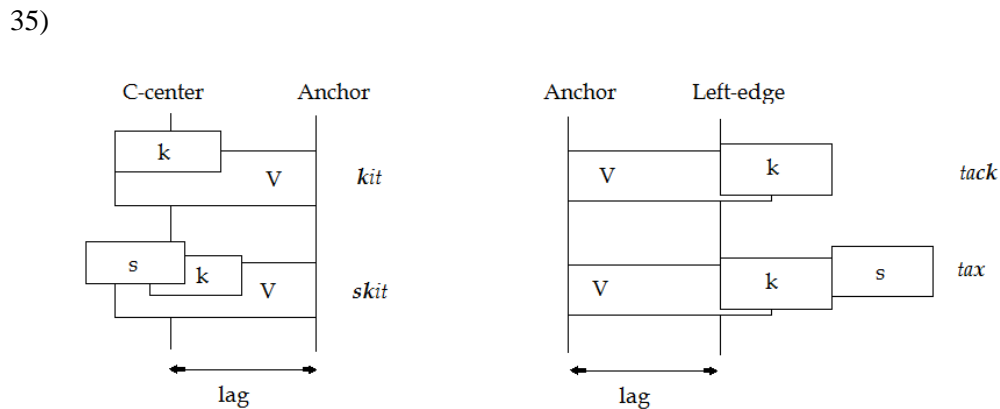 35)
C-center Anchor Anchor Left-edge
k k
V kit V tack
s k V skit V k s tax
lag lag